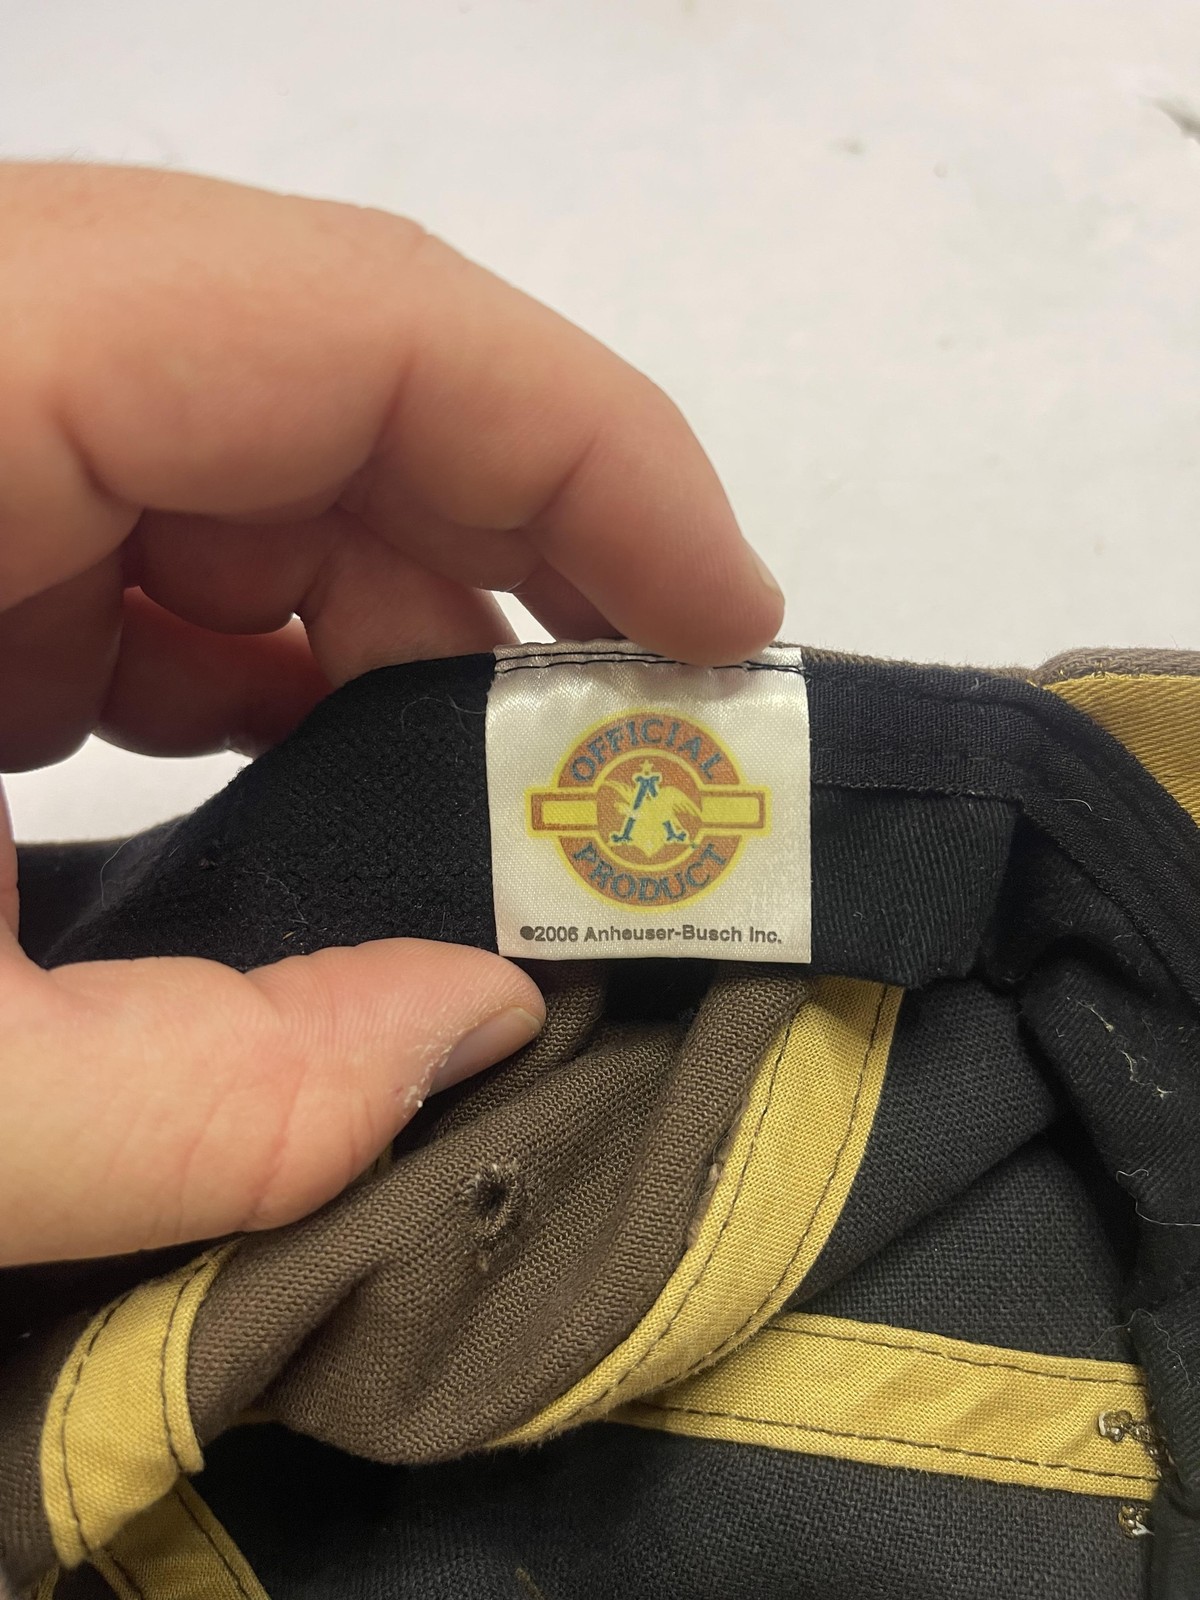 OFFICIAL
PRODUCT
©2006 Anheuser-Busch Inc.